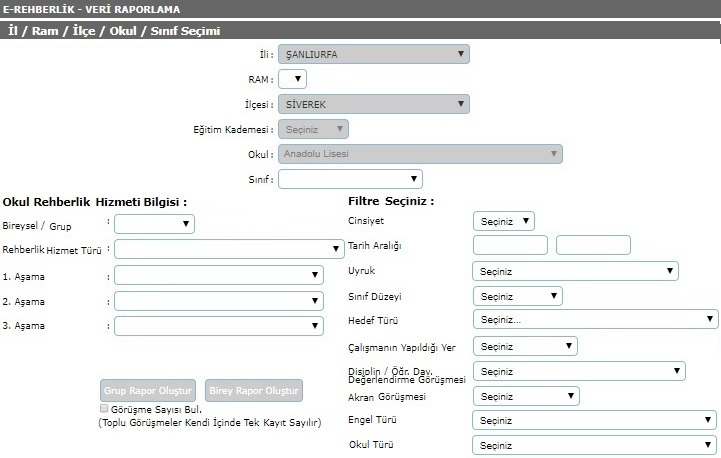 E-REHBERLİK - VERİ RAPORLAMA
İl / Ram / İlçe / Okul / Sınıf Seçimi
İli : ŞANLIURFA
RAM :
İlçesi : SİVEREK
Eğitim Kademesi : Seçiniz
Okul : Anadolu Lisesi
Sınıf :
Okul Rehberlik Hizmeti Bilgisi :
Bireysel / Grup :
Rehberlik Hizmet Türü :
1. Aşama :
2. Aşama :
3. Aşama :
Grup Rapor Oluştur Birey Rapor Oluştur
Görüşme Sayısı Bul.
(Toplu Görüşmeler Kendi İçinde Tek Kayıt Sayılır)
Filtre Seçiniz :
Cinsiyet Seçiniz
Tarih Aralığı
Uyruk Seçiniz
Sınıf Düzeyi Seçiniz
Hedef Türü Seçiniz...
Çalışmanın Yapıldığı Yer Seçiniz
Disiplin / Öğr. Dav. Seçiniz
Değerlendirme Görüşmesi
Akran Görüşmesi Seçiniz
Engel Türü Seçiniz
Okul Türü Seçiniz